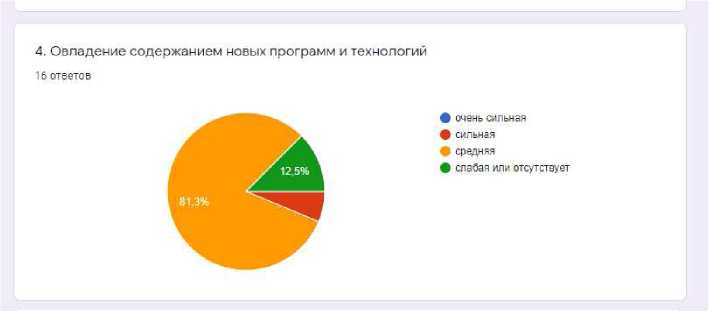 4. Овладение содержанием новых программ и технологий
16 ответов
очень сильная
сильная
средняя
слабая или отсутствует
12,5%
81,3%